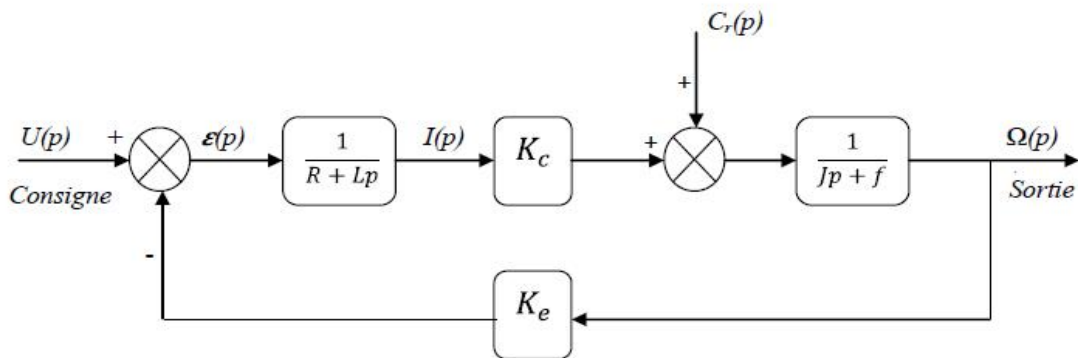 C_r(p)
+
U(p) + ε(p) 1/(R + Lp) I(p) K_c + 1/(Jp + f) Ω(p)
Consigne Sortie
-
K_e